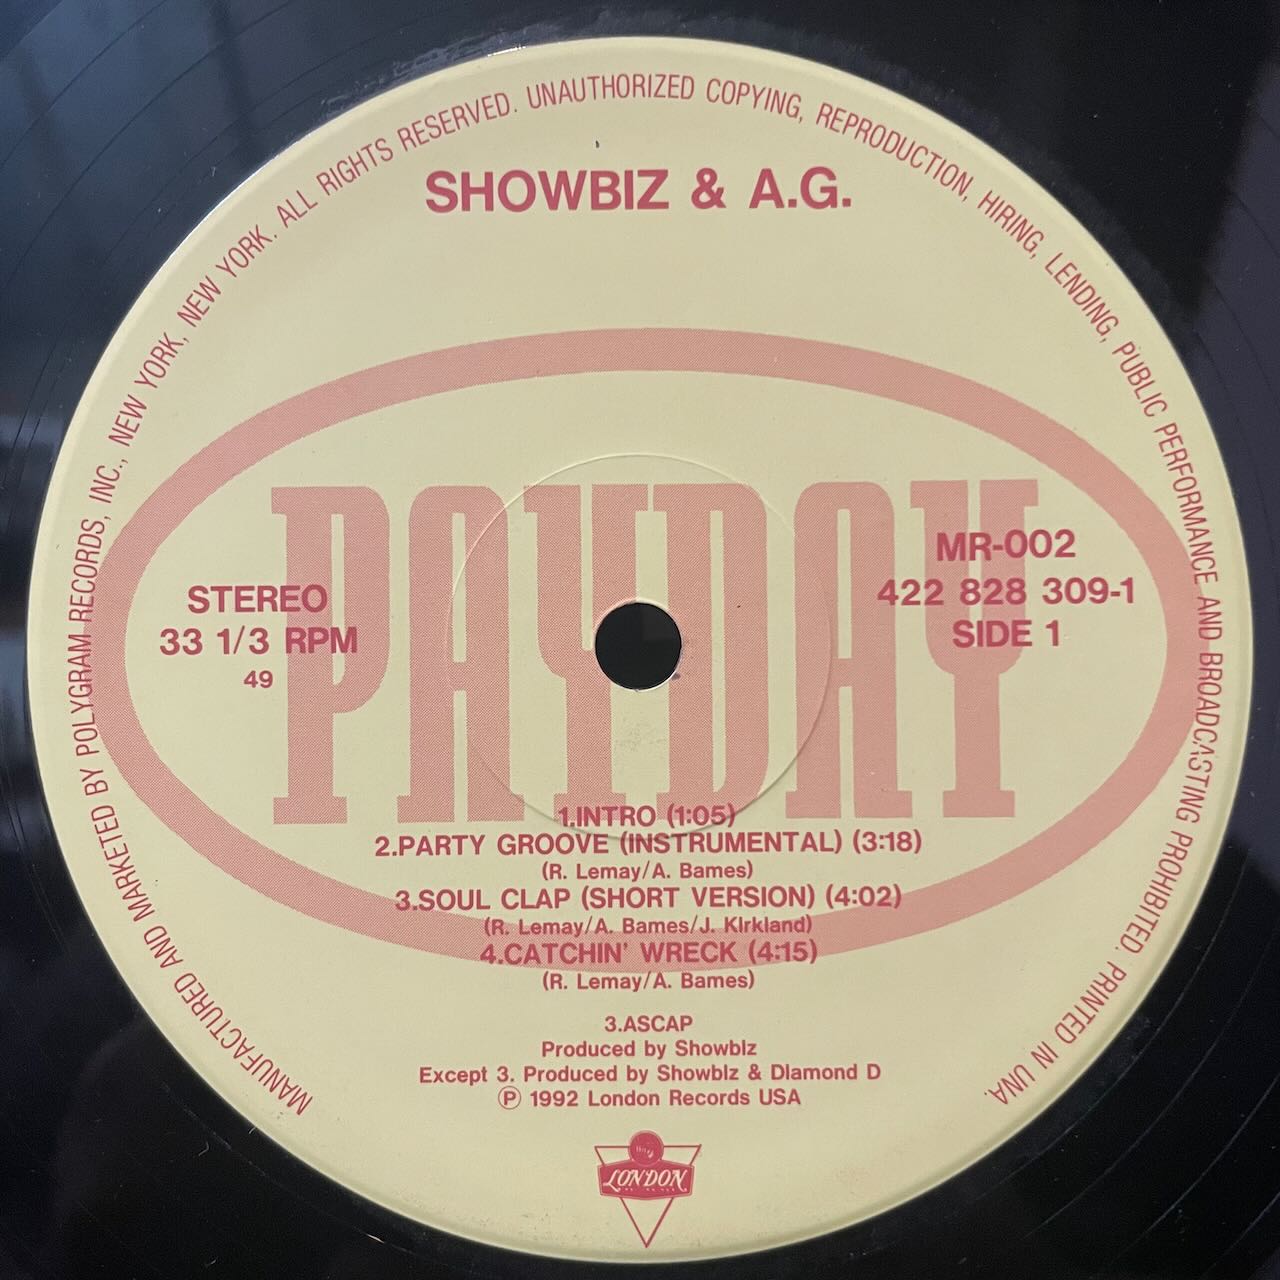 MANUFACTURED AND MARKETED BY POLYGRAM RECORDS, INC., NEW YORK, NEW YORK. ALL RIGHTS RESERVED. UNAUTHORIZED COPYING, REPRODUCTION, HIRING, LENDING, PUBLIC PERFORMANCE AND BROADCASTING PROHIBITED. PRINTED IN UNA.
SHOWBIZ & A.G.
PAYDAY
STEREO
33 1/3 RPM
49
MR-002
422 828 309-1
SIDE 1
1.INTRO (1:05)
2.PARTY GROOVE (INSTRUMENTAL) (3:18)
(R. Lemay/A. Bames)
3.SOUL CLAP (SHORT VERSION) (4:02)
(R. Lemay/A. Bames/J. KIrkland)
4.CATCHIN' WRECK (4:15)
(R. Lemay/A. Bames)
3.ASCAP
Produced by ShowbIz
Except 3. Produced by ShowbIz & DIamond D
Ⓟ 1992 London Records USA
LONDON